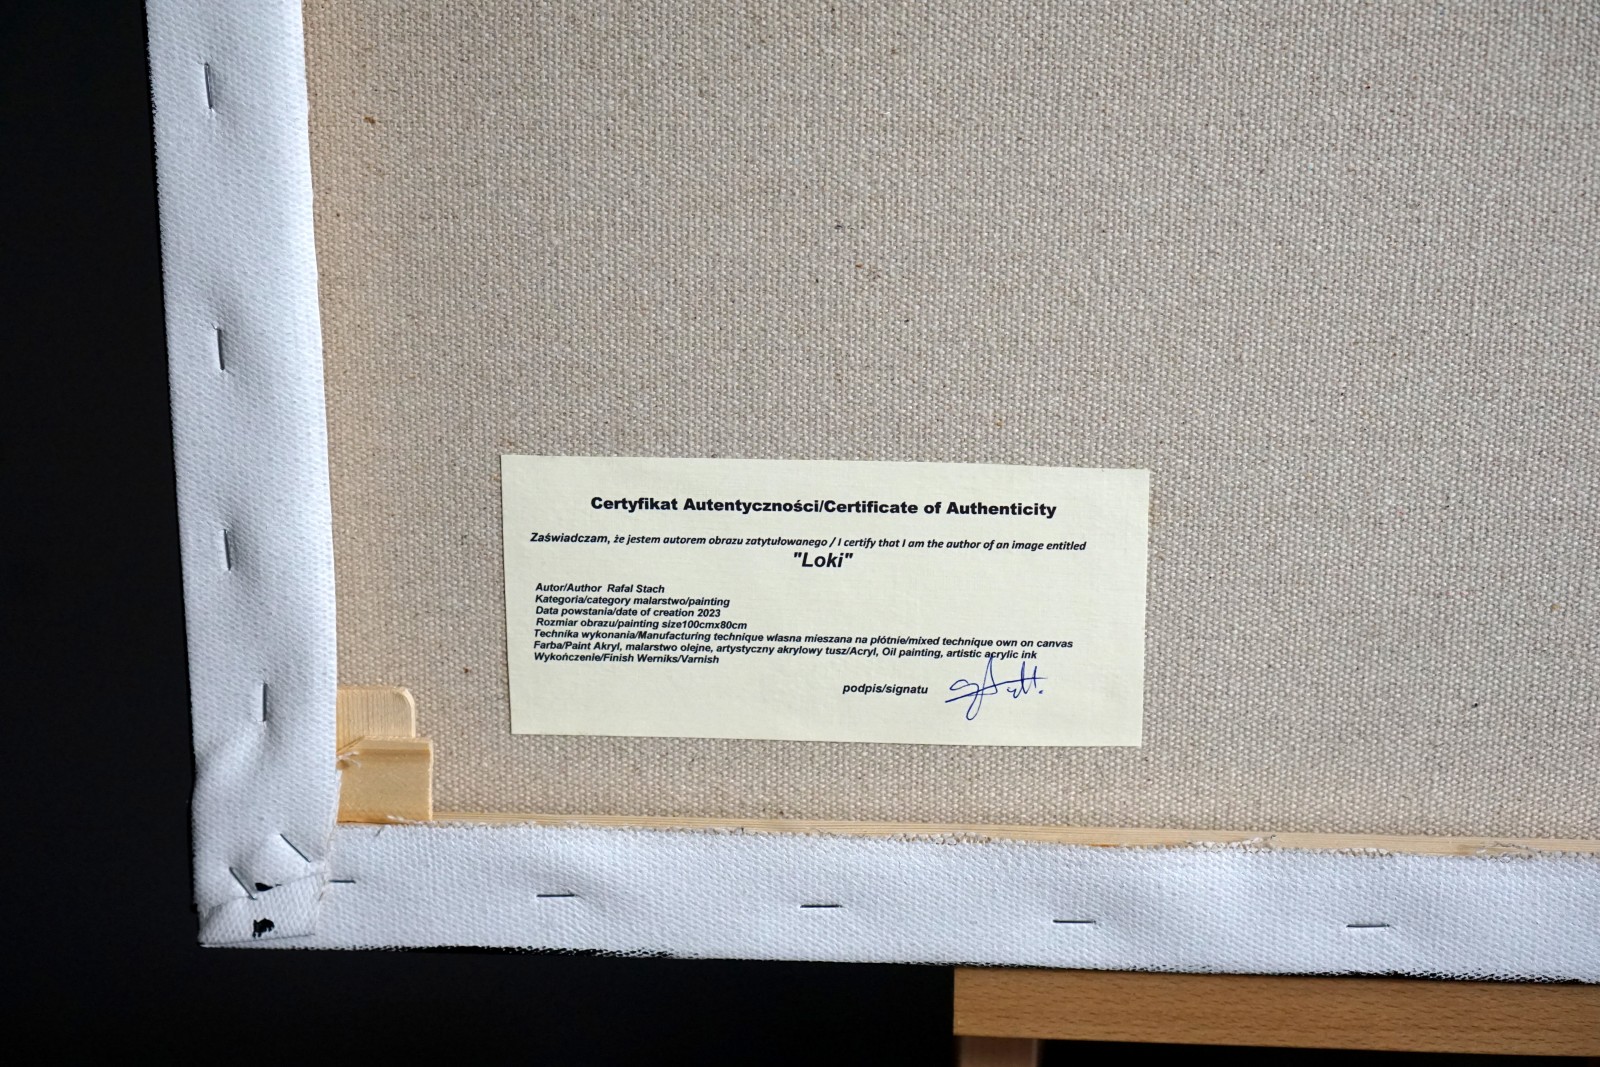 Certyfikat Autentyczności/Certificate of Authenticity
Zaświadczam, że jestem autorem obrazu zatytułowanego / I certify that I am the author of an image entitled
"Loki"
Autor/Author Rafal Stach
Kategoria/category malarstwo/painting
Data powstania/date of creation 2023
Rozmiar obrazu/painting size100cmx80cm
Technika wykonania/Manufacturing technique własna mieszana na płótnie/mixed technique own on canvas
Farba/Paint Akryl, malarstwo olejne, artystyczny akrylowy tusz/Acryl, Oil painting, artistic acrylic ink
Wykończenie/Finish Werniks/Varnish
podpis/signatu